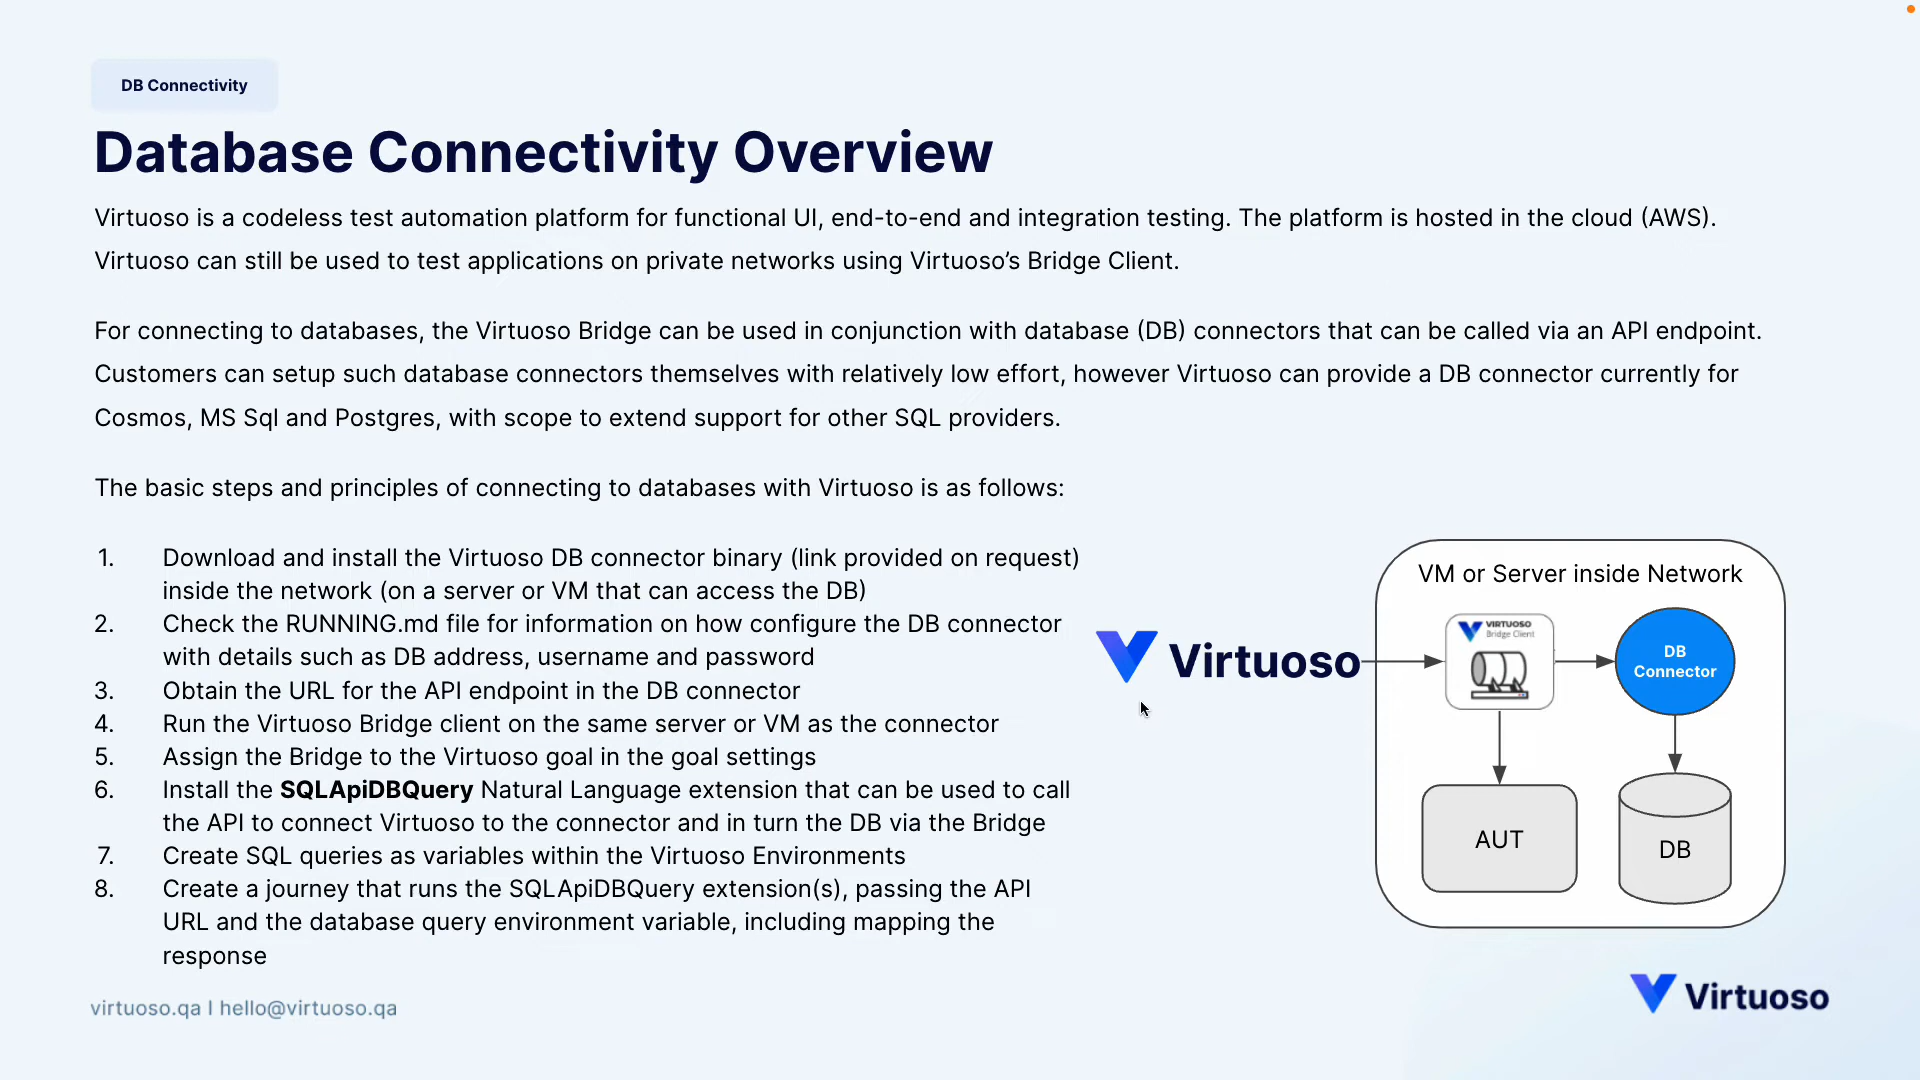 DB Connectivity
Database Connectivity Overview
Virtuoso is a codeless test automation platform for functional UI, end-to-end and integration testing. The platform is hosted in the cloud (AWS).
Virtuoso can still be used to test applications on private networks using Virtuoso’s Bridge Client.
For connecting to databases, the Virtuoso Bridge can be used in conjunction with database (DB) connectors that can be called via an API endpoint.
Customers can setup such database connectors themselves with relatively low effort, however Virtuoso can provide a DB connector currently for
Cosmos, MS Sql and Postgres, with scope to extend support for other SQL providers.
The basic steps and principles of connecting to databases with Virtuoso is as follows:
1. Download and install the Virtuoso DB connector binary (link provided on request)
inside the network (on a server or VM that can access the DB)
2. Check the RUNNING.md file for information on how configure the DB connector
with details such as DB address, username and password
3. Obtain the URL for the API endpoint in the DB connector
4. Run the Virtuoso Bridge client on the same server or VM as the connector
5. Assign the Bridge to the Virtuoso goal in the goal settings
6. Install the SQLApiDBQuery Natural Language extension that can be used to call
the API to connect Virtuoso to the connector and in turn the DB via the Bridge
7. Create SQL queries as variables within the Virtuoso Environments
8. Create a journey that runs the SQLApiDBQuery extension(s), passing the API
URL and the database query environment variable, including mapping the
response
Virtuoso
VM or Server inside Network
VIRTUOSO
Bridge Client
DB
Connector
AUT
DB
virtuoso.qa I hello@virtuoso.qa
Virtuoso